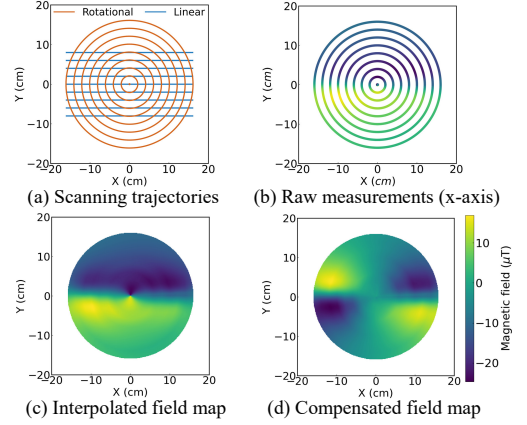 Rotational Linear
20
10
0
−10
−20
−20 −10 0 10 20
Y (cm)
X (cm)
(a) Scanning trajectories
20
10
0
−10
−20
−20 −10 0 10 20
Y (cm)
X (cm)
(b) Raw measurements (x-axis)
20
10
0
−10
−20
−20 −10 0 10 20
Y (cm)
X (cm)
(c) Interpolated field map
20
10
0
−10
−20
−20 −10 0 10 20
Y (cm)
X (cm)
(d) Compensated field map
10
0
−10
−20
Magnetic field (μT)